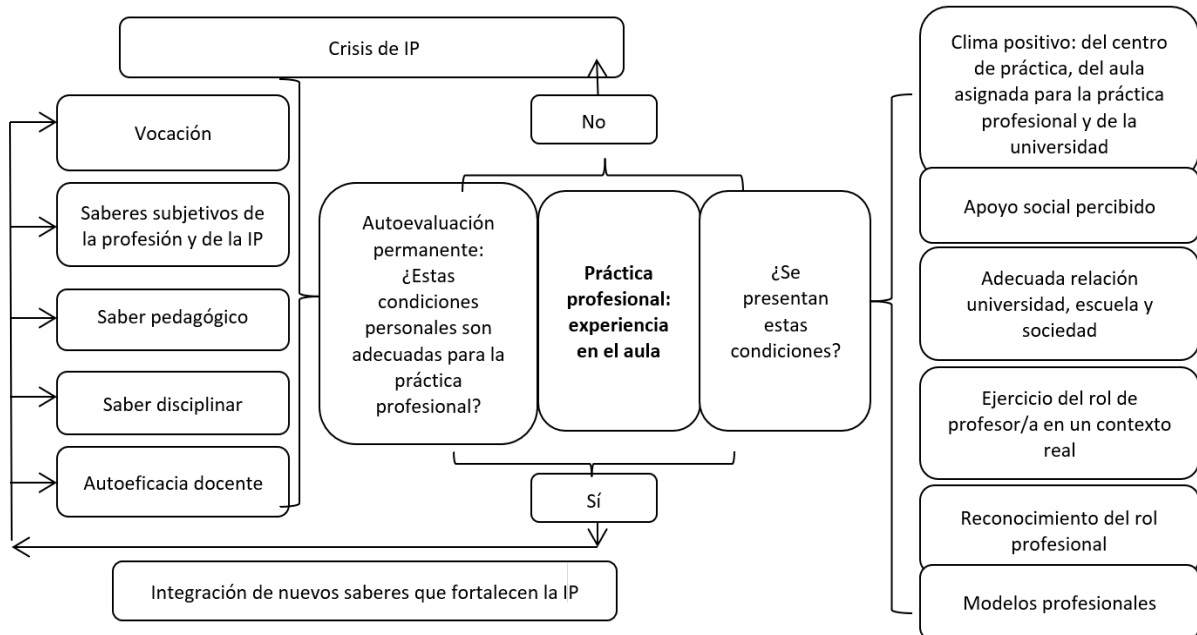 Crisis de IP
No
Vocación
Saberes subjetivos de
la profesión y de la IP
Saber pedagógico
Saber disciplinar
Autoeficacia docente
Autoevaluación
permanente:
¿Estas
condiciones
personales son
adecuadas para la
práctica
profesional?
Práctica
profesional:
experiencia
en el aula
¿Se
presentan
estas
condiciones?
Sí
Integración de nuevos saberes que fortalecen la IP
Clima positivo: del centro
de práctica, del aula
asignada para la práctica
profesional y de la
universidad
Apoyo social percibido
Adecuada relación
universidad, escuela y
sociedad
Ejercicio del rol de
profesor/a en un contexto
real
Reconocimiento del rol
profesional
Modelos profesionales